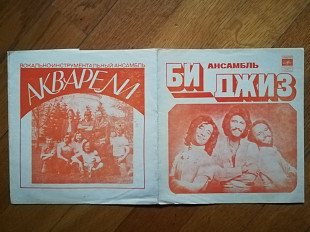 ВОКАЛЬНО-ИНСТРУМЕНТАЛЬНЫЙ АНСАМБЛЬ
АКВАРЕЛИ
АНСАМБЛЬ
БИ ДЖИЗ